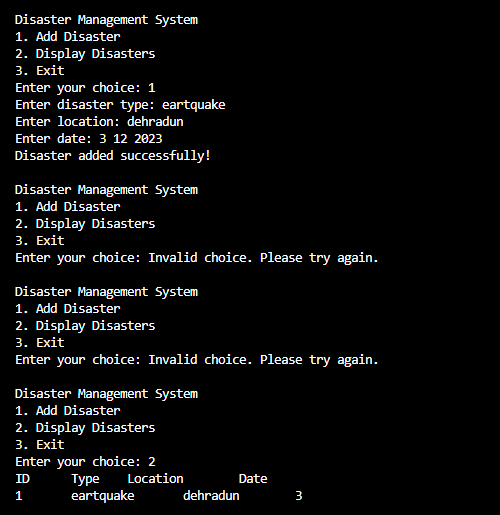 Disaster Management System
1. Add Disaster
2. Display Disasters
3. Exit
Enter your choice: 1
Enter disaster type: eartquake
Enter location: dehradun
Enter date: 3 12 2023
Disaster added successfully!

Disaster Management System
1. Add Disaster
2. Display Disasters
3. Exit
Enter your choice: Invalid choice. Please try again.

Disaster Management System
1. Add Disaster
2. Display Disasters
3. Exit
Enter your choice: Invalid choice. Please try again.

Disaster Management System
1. Add Disaster
2. Display Disasters
3. Exit
Enter your choice: 2
ID      Type    Location        Date
1       eartquake       dehradun        3